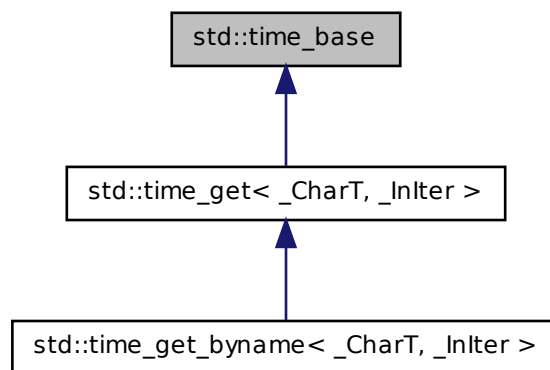 std::time_base
std::time_get< _CharT, _InIter >
std::time_get_byname< _CharT, _InIter >